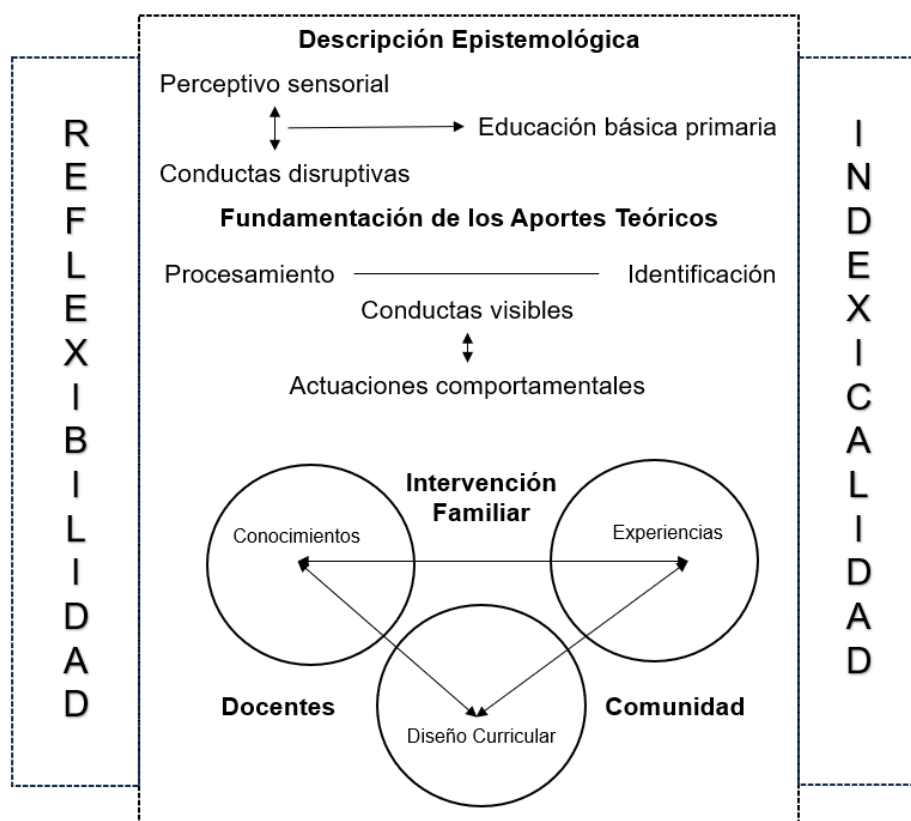 REFLEXIBILIDAD
Descripción Epistemológica
Perceptivo sensorial
Educación básica primaria
Conductas disruptivas
Fundamentación de los Aportes Teóricos
Procesamiento
Identificación
Conductas visibles
Actuaciones comportamentales
Intervención
Familiar
Conocimientos
Experiencias
Docentes
Comunidad
Diseño Curricular
INDEXICALIDAD